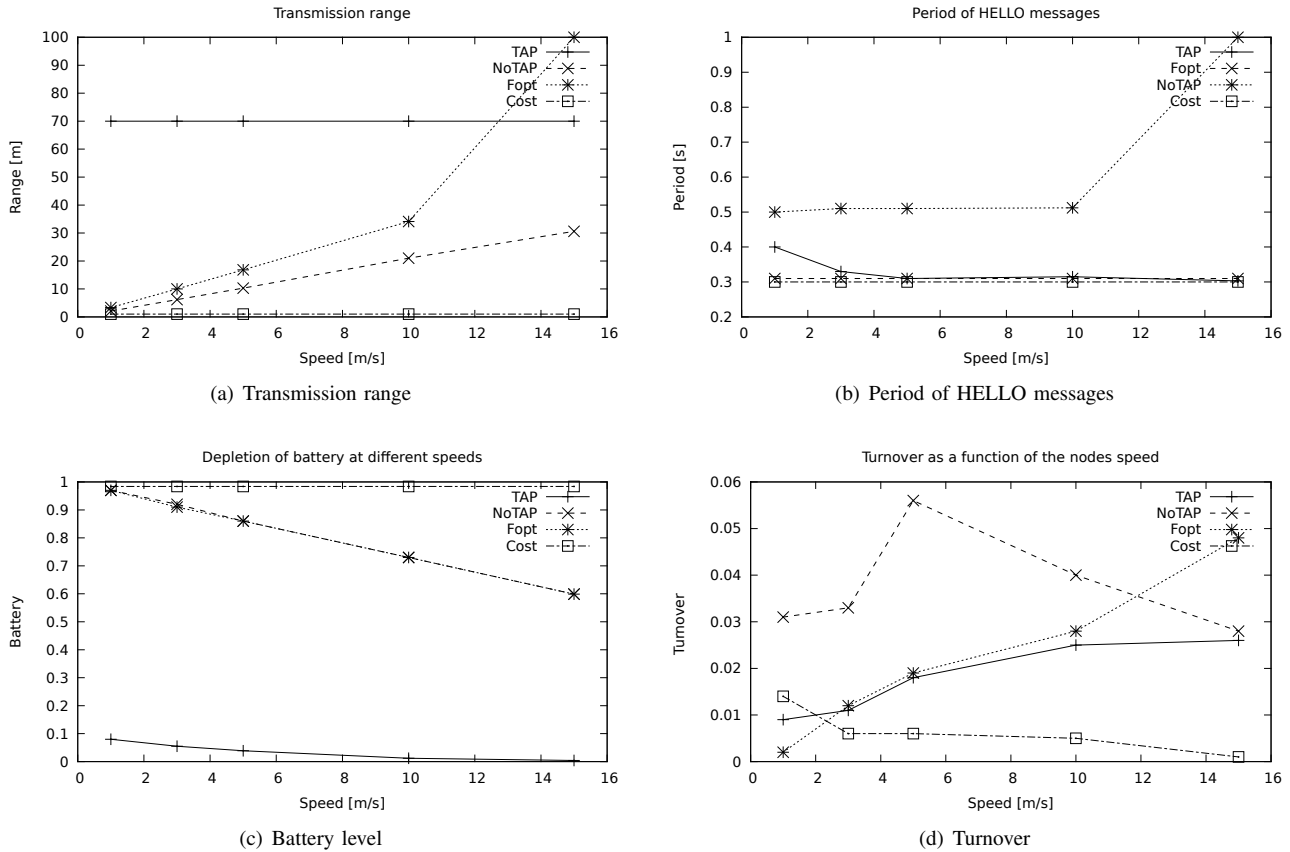 Transmission range
100
90
80
70
60
50
40
30
20
10
0
Range [m]
TAP
NoTAP
Fopt
Cost
0 2 4 6 8 10 12 14 16
Speed [m/s]
(a) Transmission range
Period of HELLO messages
1
0.9
0.8
0.7
0.6
0.5
0.4
0.3
0.2
Period [s]
TAP
Fopt
NoTAP
Cost
0 2 4 6 8 10 12 14 16
Speed [m/s]
(b) Period of HELLO messages
Depletion of battery at different speeds
1
0.9
0.8
0.7
0.6
0.5
0.4
0.3
0.2
0.1
0
Battery
TAP
NoTAP
Fopt
Cost
0 2 4 6 8 10 12 14 16
Speed [m/s]
(c) Battery level
Turnover as a function of the nodes speed
0.06
0.05
0.04
0.03
0.02
0.01
0
Turnover
TAP
NoTAP
Fopt
Cost
0 2 4 6 8 10 12 14 16
Speed [m/s]
(d) Turnover